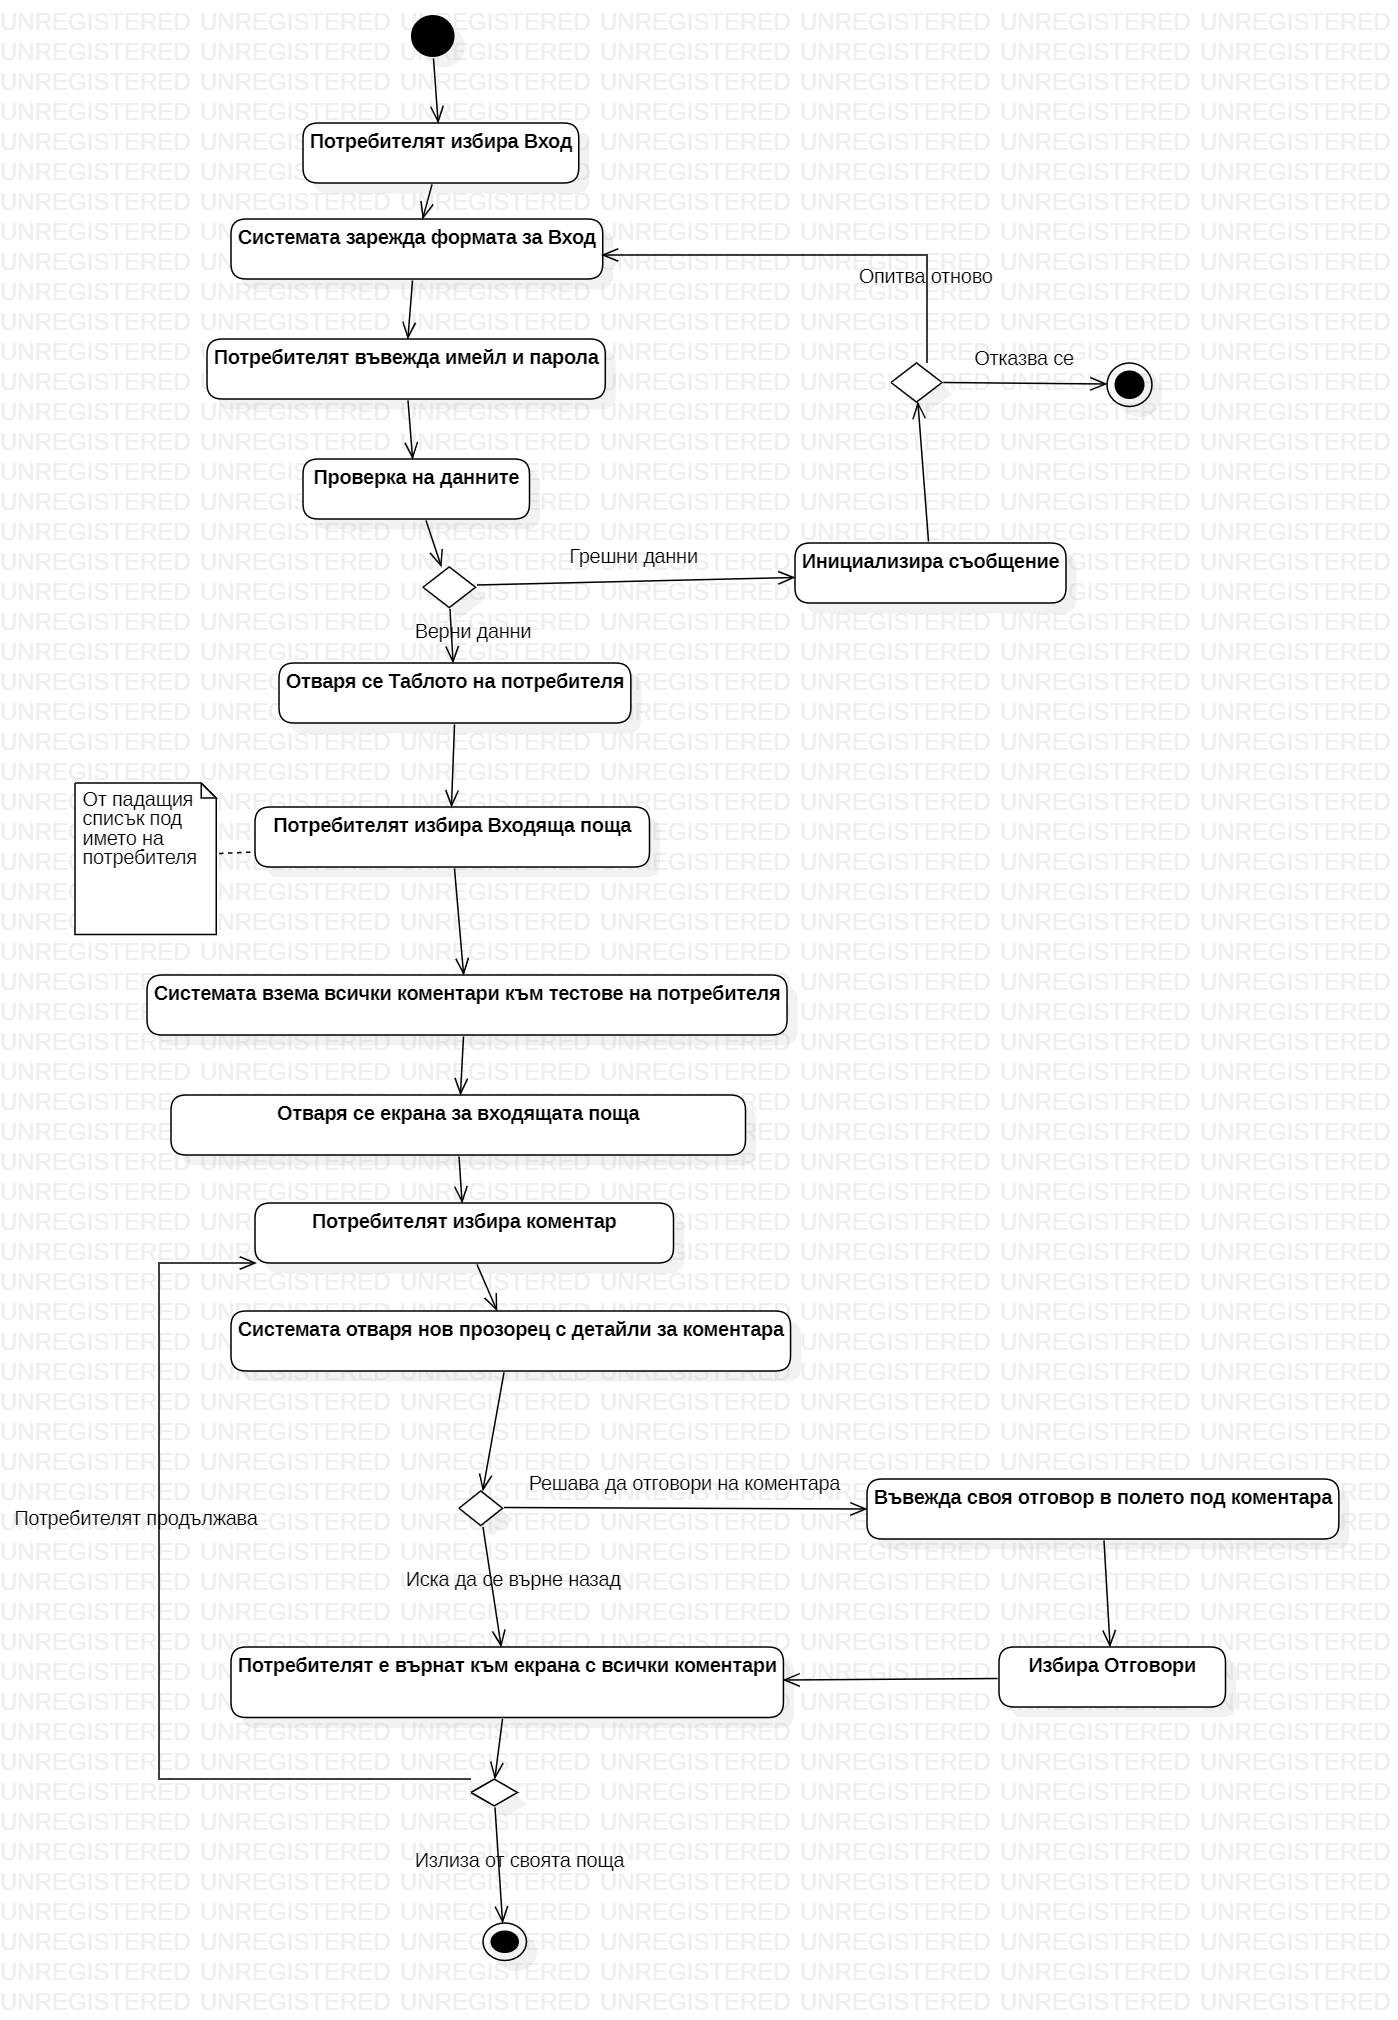 Потребителят избира Вход
Системата зарежда формата за Вход
Опитва отново
Потребителят въвежда имейл и парола
Отказва се
Проверка на данните
Грешни данни
Инициализира съобщение
Верни данни
Отваря се Таблото на потребителя
От падащия
списък под
името на
потребителя
Потребителят избира Входяща поща
Системата взема всички коментари към тестове на потребителя
Отваря се екрана за входящата поща
Потребителят избира коментар
Системата отваря нов прозорец с детайли за коментара
Решава да отговори на коментара
Въвежда своя отговор в полето под коментара
Потребителят продължава
Иска да се върне назад
Потребителят е върнат към екрана с всички коментари
Избира Отговори
Излиза от своята поща
UNREGISTERED